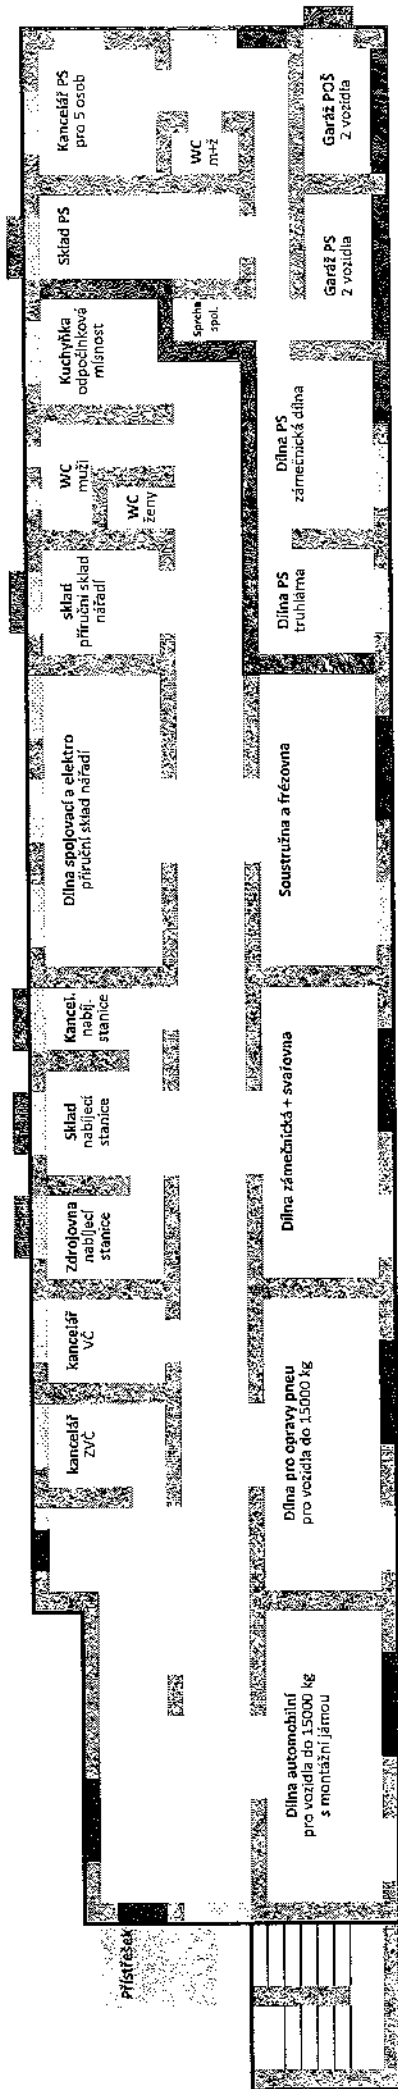 Přístřešek
kancelář
ZVČ
kancelář
VČ
Zdrojovna
nabíjecí
stanice
Sklad
nabíjecí
stanice
Kancel.
nabíj.
stanice
Dílna spojovací a elektro
příruční sklad nářadí
sklad
příruční sklad
nářadí
WC
muži
WC
ženy
Kuchyňka
odpočinková
místnost
Sklad PS
Kancelář PS
pro 5 osob
WC
m+ž
Sprcha
spol.
Dílna automobilní
pro vozidla do 15000 kg
s montážní jámou
Dílna pro opravy pneu
pro vozidla do 15000 kg
Dílna zámečnická + svařovna
Soustružna a frézovna
Dílna PS
truhlárna
Dílna PS
zámečnická dílna
Garáž PS
2 vozidla
Garáž POŠ
2 vozidla